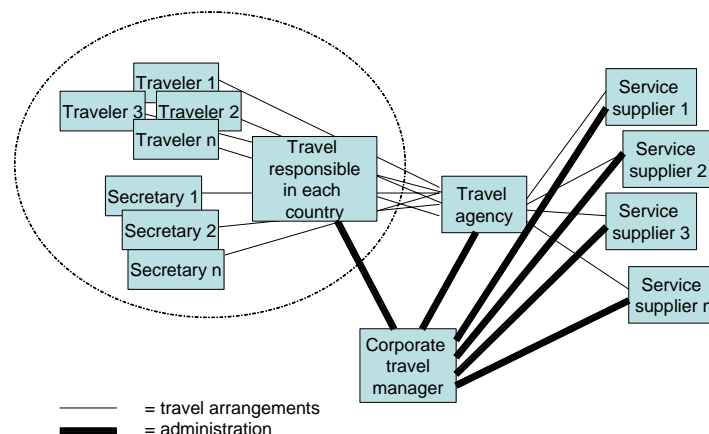 Traveler 1
Traveler 3
Traveler 2
Traveler n
Travel
responsible
in each
country
Secretary 1
Secretary 2
Secretary n
Travel
agency
Service
supplier 1
Service
supplier 2
Service
supplier 3
Service
supplier n
Corporate
travel
manager
= travel arrangements
= administration